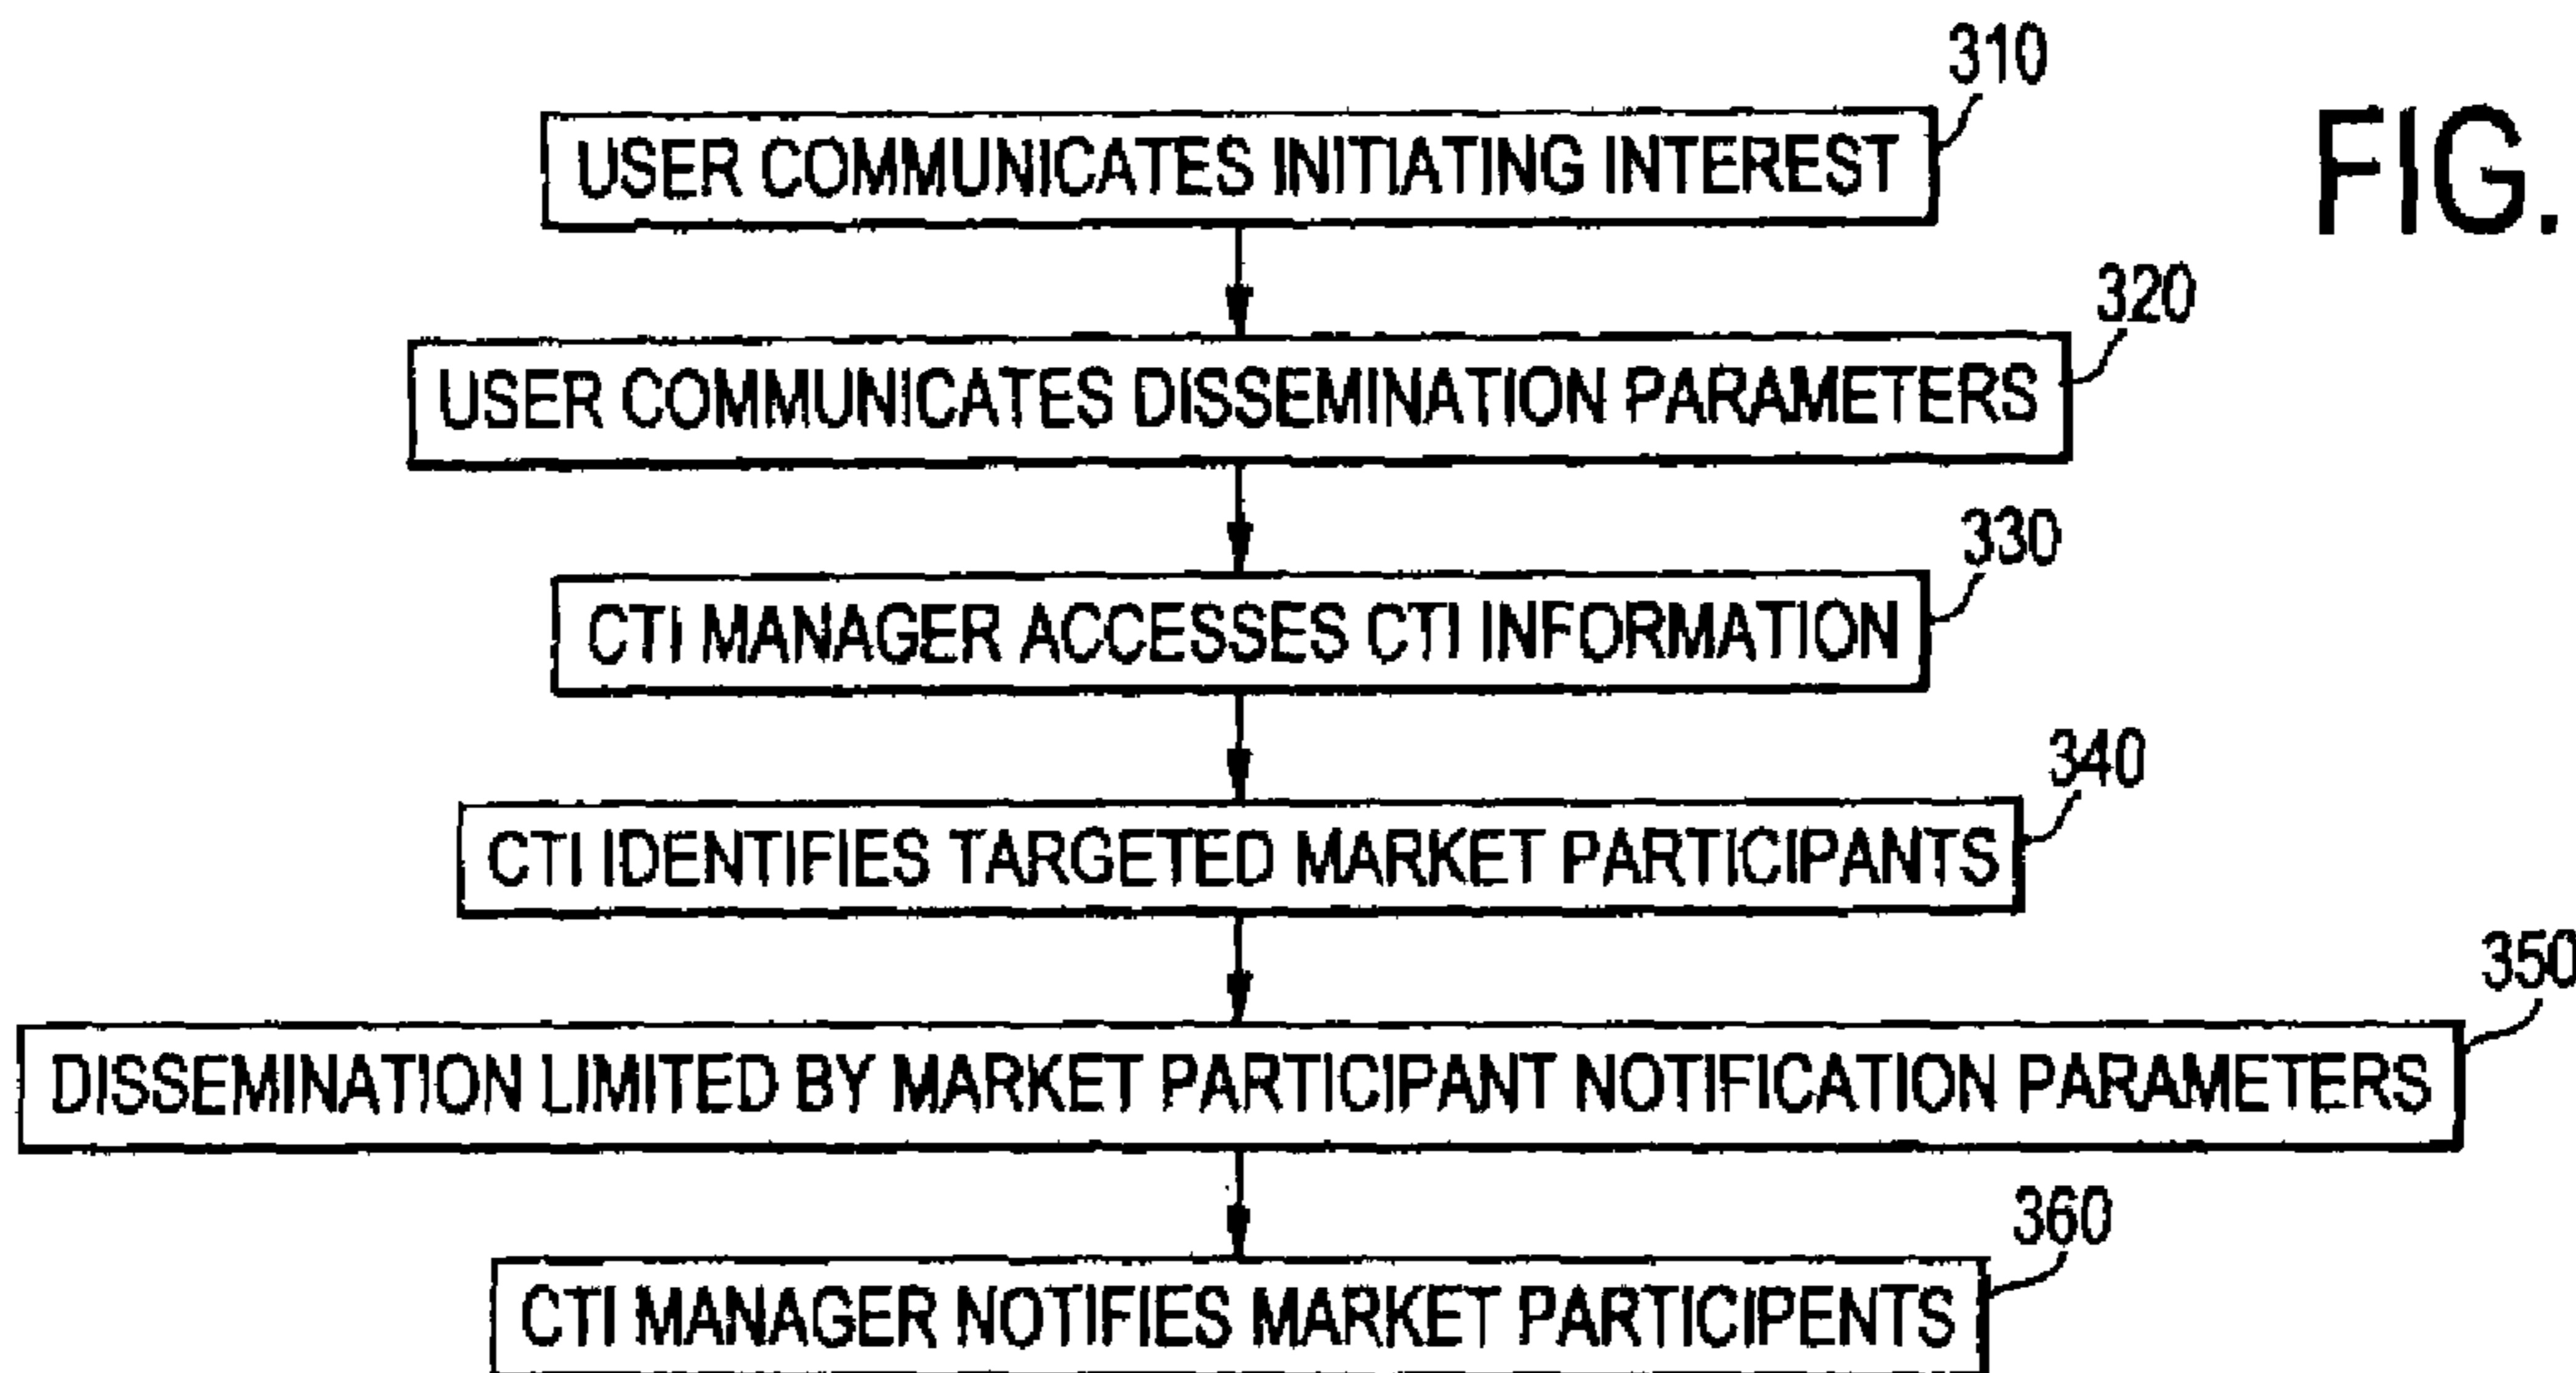 310
FIG.
USER COMMUNICATES INITIATING INTEREST
320
USER COMMUNICATES DISSEMINATION PARAMETERS
330
CTI MANAGER ACCESSES CTI INFORMATION
340
CTI IDENTIFIES TARGETED MARKET PARTICIPANTS
350
DISSEMINATION LIMITED BY MARKET PARTICIPANT NOTIFICATION PARAMETERS
360
CTI MANAGER NOTIFIES MARKET PARTICIPENTS